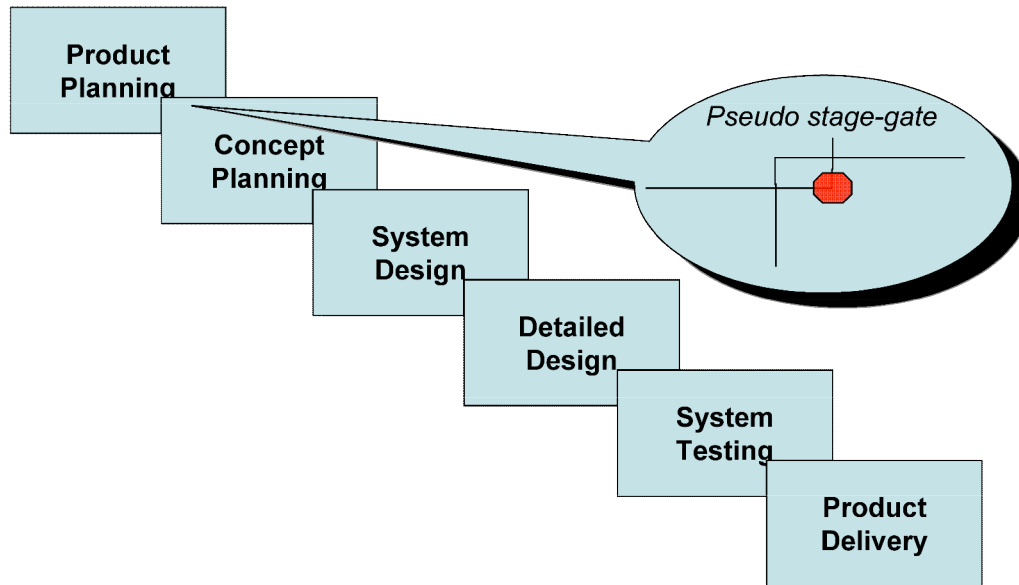 Product
Planning
Pseudo stage-gate
Concept
Planning
System
Design
Detailed
Design
System
Testing
Product
Delivery